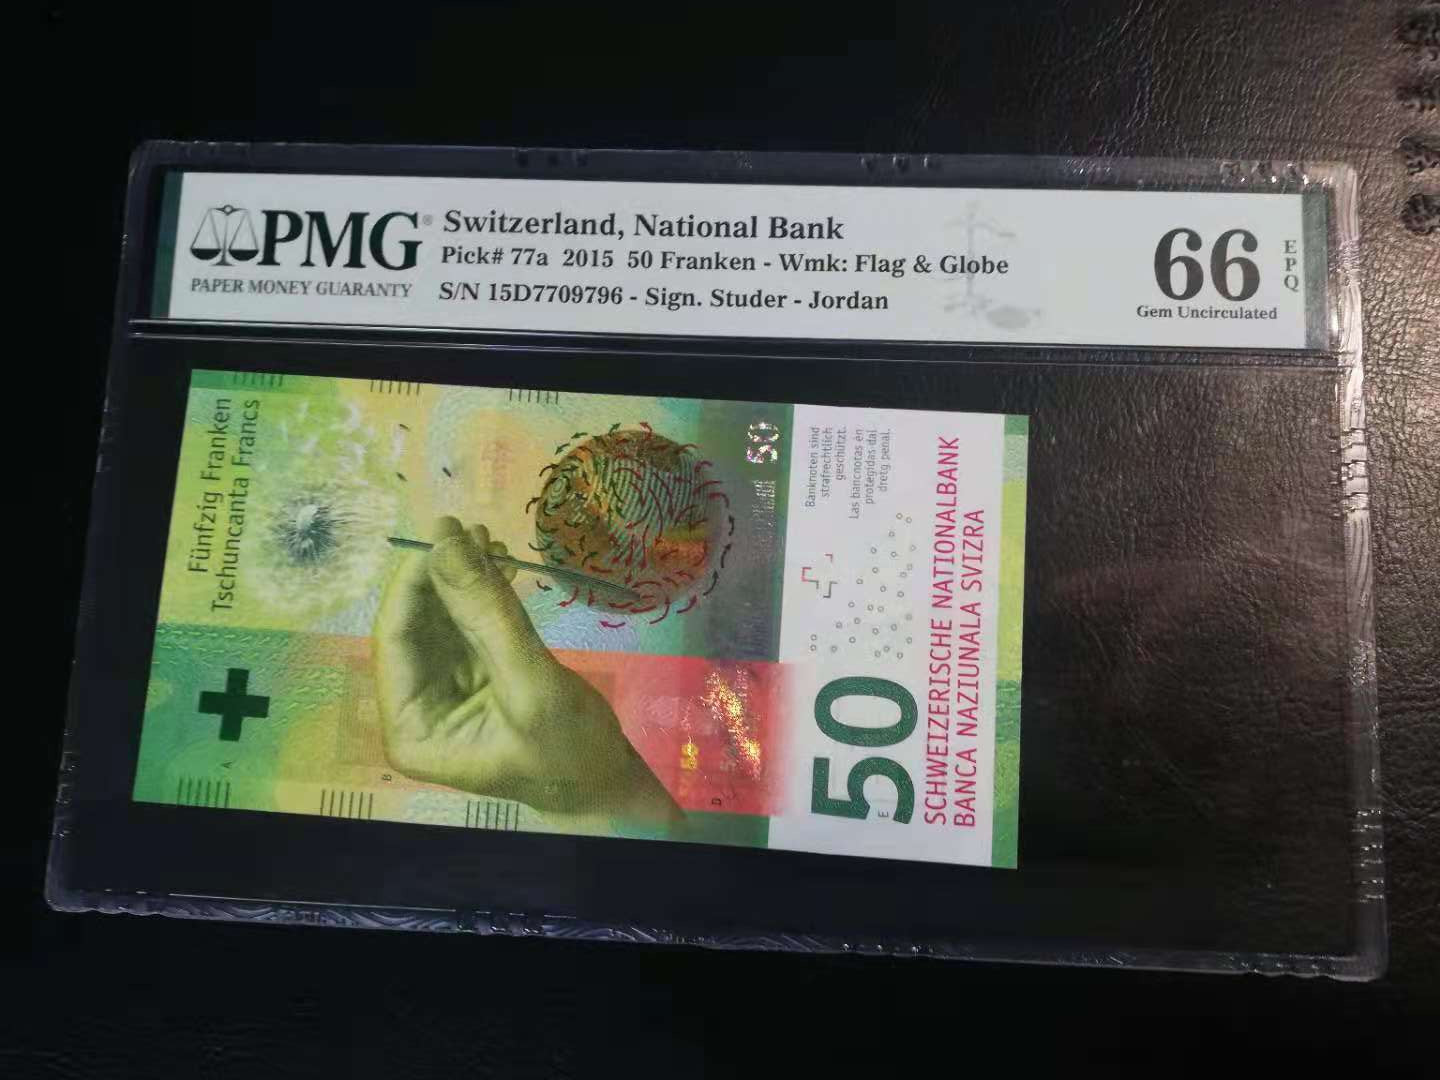 PMG®
PAPER MONEY GUARANTY
Switzerland, National Bank
Pick# 77a 2015 50 Franken - Wmk: Flag & Globe
S/N 15D7709796 - Sign. Studer - Jordan
66
EPQ
Gem Uncirculated
Fünfzig Franken
Tschuncanta Francs
50
Banknoten sind
strafrechtlich
geschützt.
Las bancnotas èn
protegidas dal
dretg penal.
50
SCHWEIZERISCHE NATIONALBANK
BANCA NAZIUNALA SVIZRA
A
B
D
E